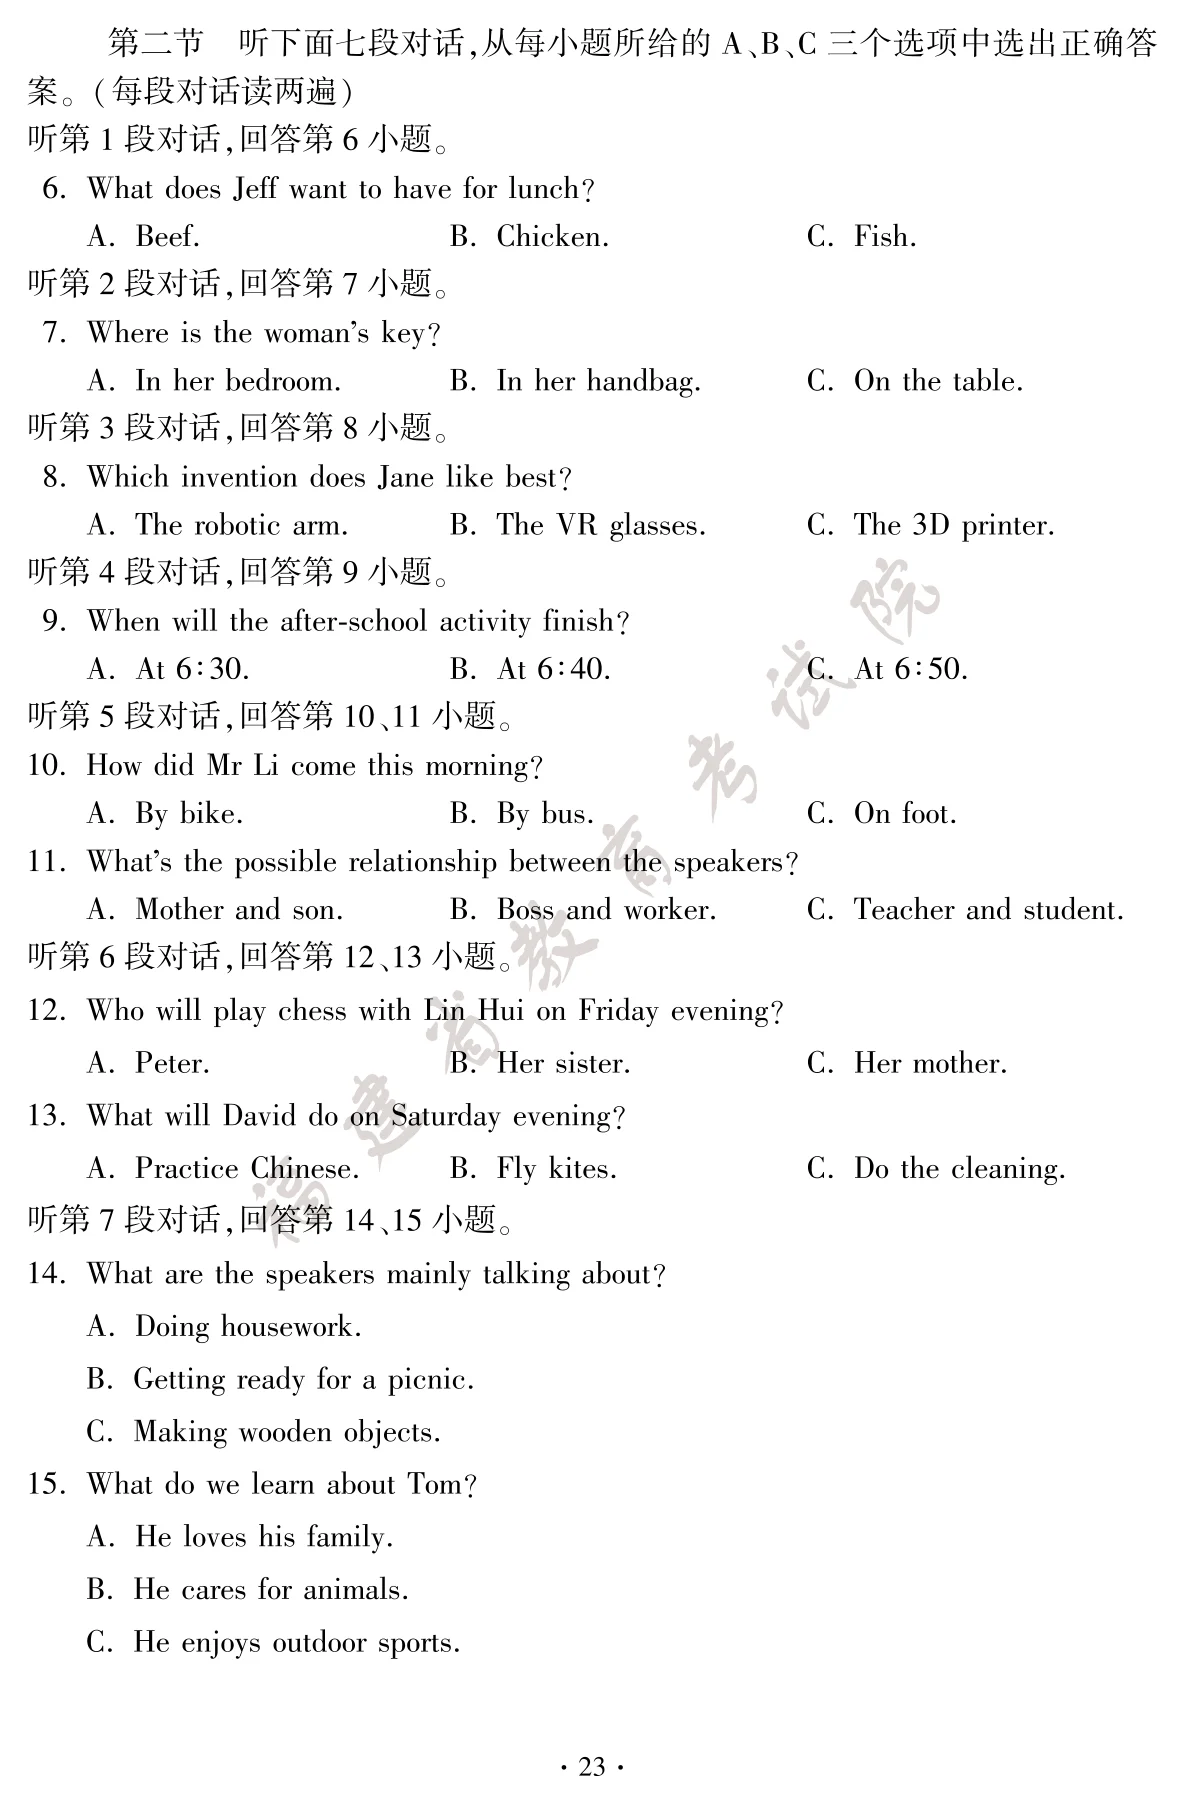 第二节 听下面七段对话,从每小题所给的 A、B、C 三个选项中选出正确答
案。(每段对话读两遍)
听第 1 段对话,回答第 6 小题。
6. What does Jeff want to have for lunch?
A. Beef. B. Chicken. C. Fish.
听第 2 段对话,回答第 7 小题。
7. Where is the woman's key?
A. In her bedroom. B. In her handbag. C. On the table.
听第 3 段对话,回答第 8 小题。
8. Which invention does Jane like best?
A. The robotic arm. B. The VR glasses. C. The 3D printer.
听第 4 段对话,回答第 9 小题。
9. When will the after-school activity finish?
A. At 6:30. B. At 6:40. C. At 6:50.
听第 5 段对话,回答第 10、11 小题。
10. How did Mr Li come this morning?
A. By bike. B. By bus. C. On foot.
11. What's the possible relationship between the speakers?
A. Mother and son. B. Boss and worker. C. Teacher and student.
听第 6 段对话,回答第 12、13 小题。
12. Who will play chess with Lin Hui on Friday evening?
A. Peter. B. Her sister. C. Her mother.
13. What will David do on Saturday evening?
A. Practice Chinese. B. Fly kites. C. Do the cleaning.
听第 7 段对话,回答第 14、15 小题。
14. What are the speakers mainly talking about?
A. Doing housework.
B. Getting ready for a picnic.
C. Making wooden objects.
15. What do we learn about Tom?
A. He loves his family.
B. He cares for animals.
C. He enjoys outdoor sports.
· 23 ·
福建省教育考试院